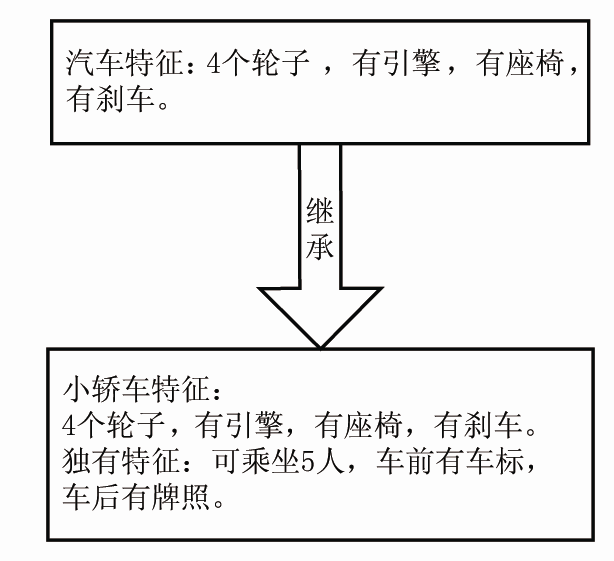 汽车特征：4个轮子，有引擎，有座椅，
有刹车。
继
承
小轿车特征：
4个轮子，有引擎，有座椅，有刹车。
独有特征：可乘坐5人，车前有车标，
车后有牌照。